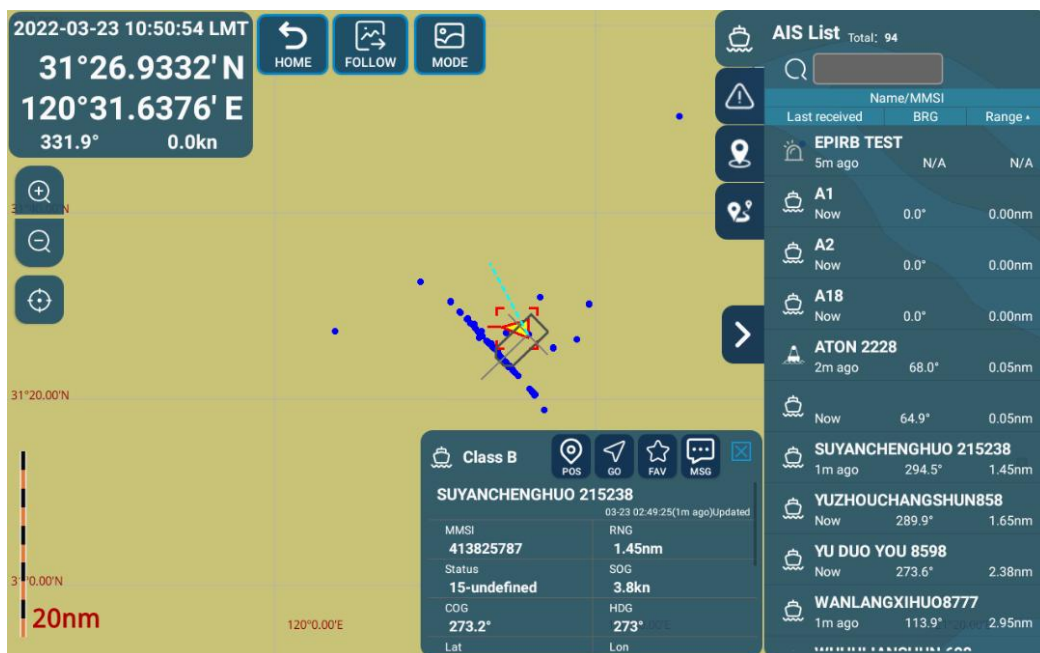 2022-03-23 10:50:54 LMT
31°26.9332' N
120°31.6376' E
331.9° 0.0kn
HOME
FOLLOW
MODE
AIS List Total: 94
Name/MMSI
Last received BRG Range
EPIRB TEST
5m ago N/A N/A
A1
Now 0.0° 0.00nm
A2
Now 0.0° 0.00nm
A18
Now 0.0° 0.00nm
ATON 2228
2m ago 68.0° 0.05nm
Now 64.9° 0.05nm
SUYANCHENGHUO 215238
1m ago 294.5° 1.45nm
YUZHOUCHANGSHUN858
Now 289.9° 1.65nm
YU DUO YOU 8598
Now 273.6° 2.38nm
WANLANGXIHUO8777
1m ago 113.9° 2.95nm
31°20.00'N
20nm
120°0.00'E
Class B
POS
GO
FAV
MSG
SUYANCHENGHUO 215238
03-23 02:49:25(1m ago)Updated
MMSI RNG
413825787 1.45nm
Status SOG
15-undefined 3.8kn
COG HDG
273.2° 273°
Lat Lon